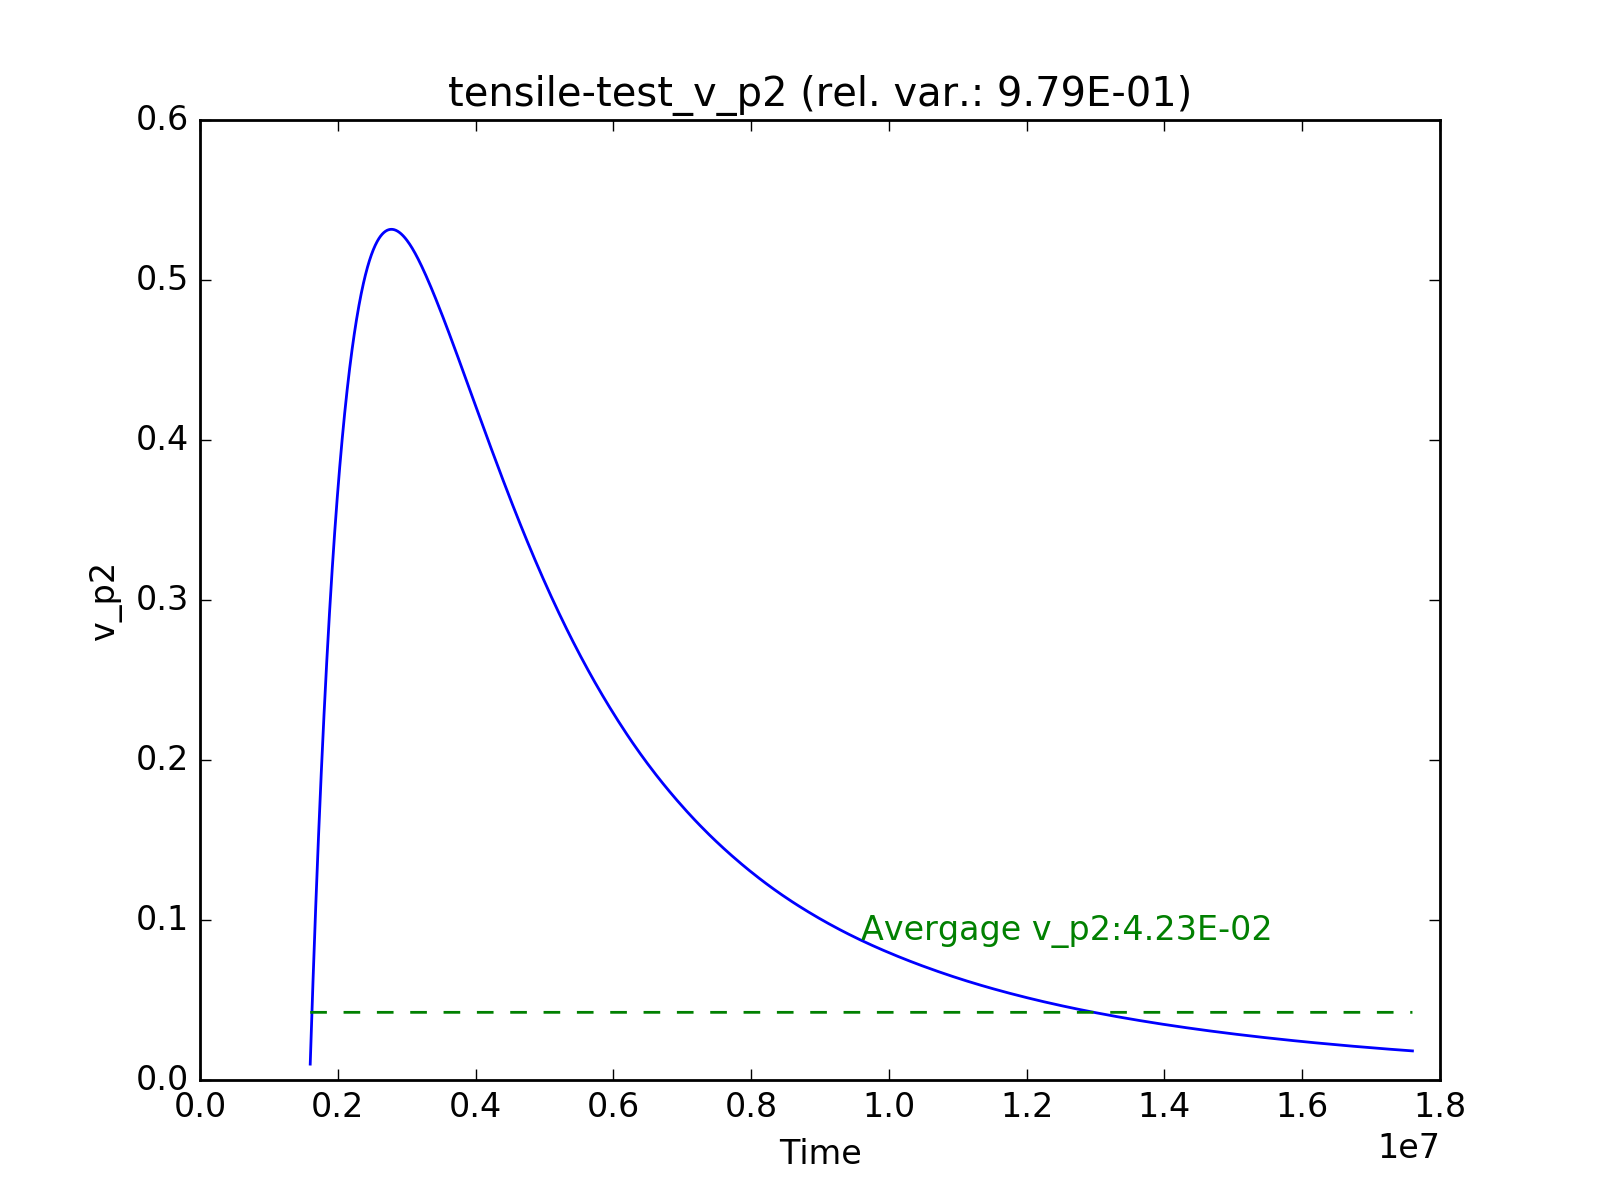 tensile-test_v_p2 (rel. var.: 9.79E-01)
0.6
0.5
0.4
0.3
0.2
0.1
0.0
v_p2
Avergage v_p2:4.23E-02
0.0 0.2 0.4 0.6 0.8 1.0 1.2 1.4 1.6 1.8
1e7
Time